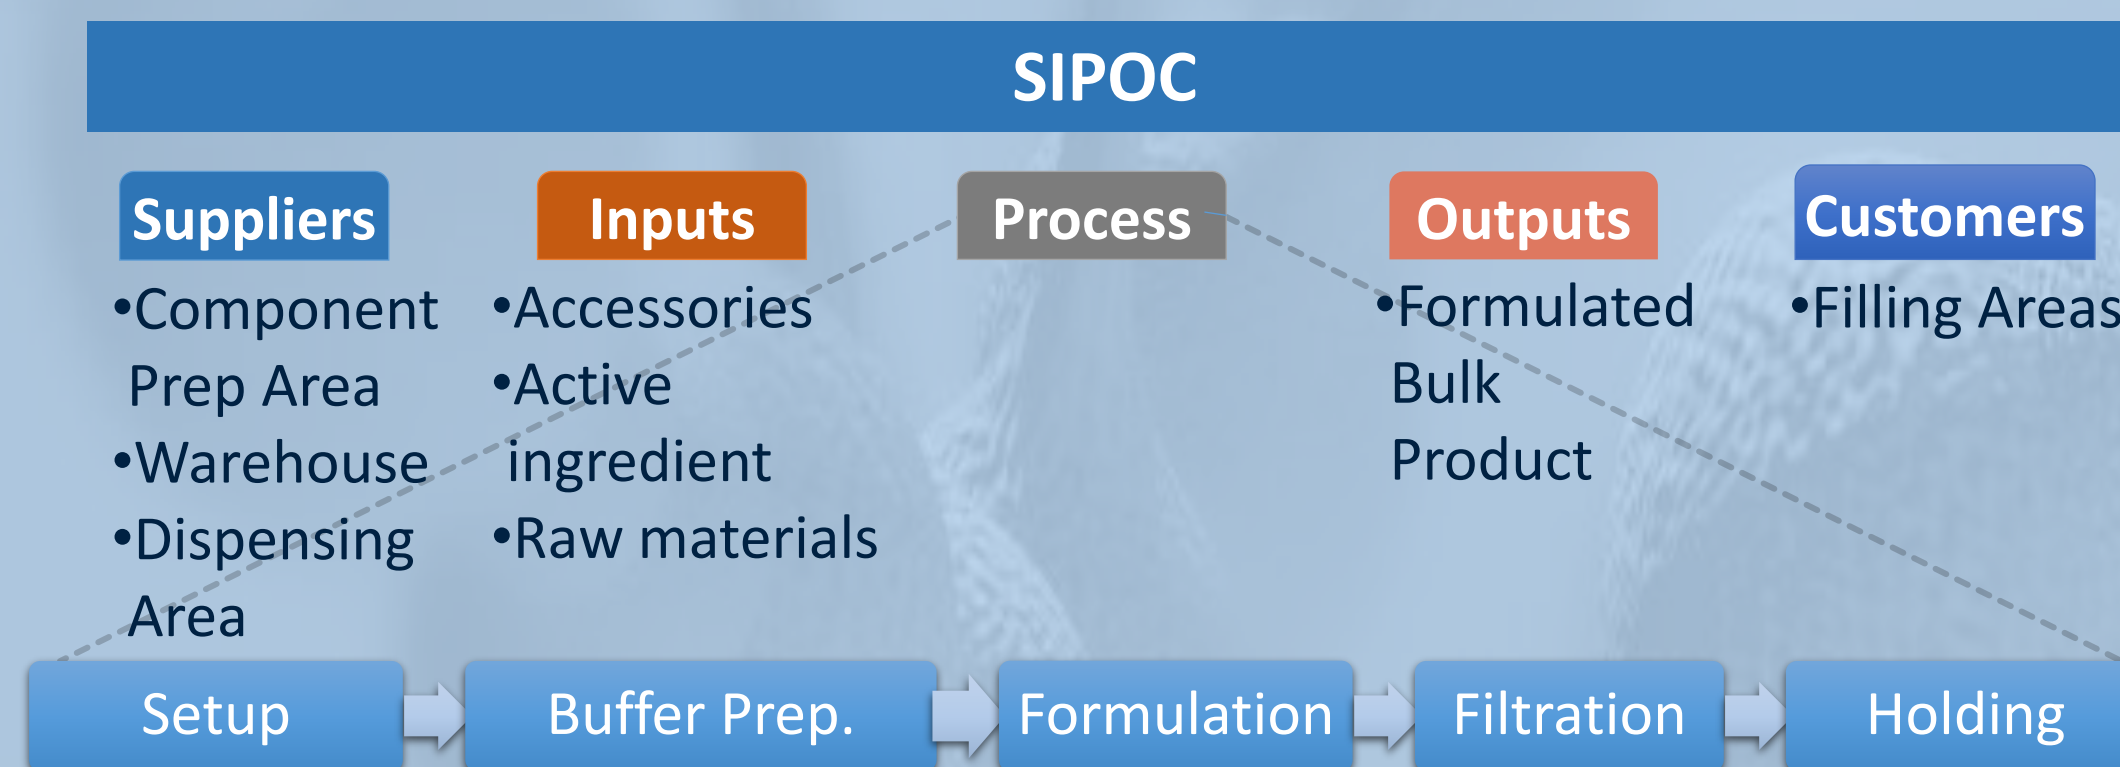 SIPOC
Suppliers
•Component
Prep Area
•Warehouse
•Dispensing
Area
Inputs
•Accessories
•Active
ingredient
•Raw materials
Process
Outputs
•Formulated
Bulk
Product
Customers
•Filling Areas
Setup
Buffer Prep.
Formulation
Filtration
Holding